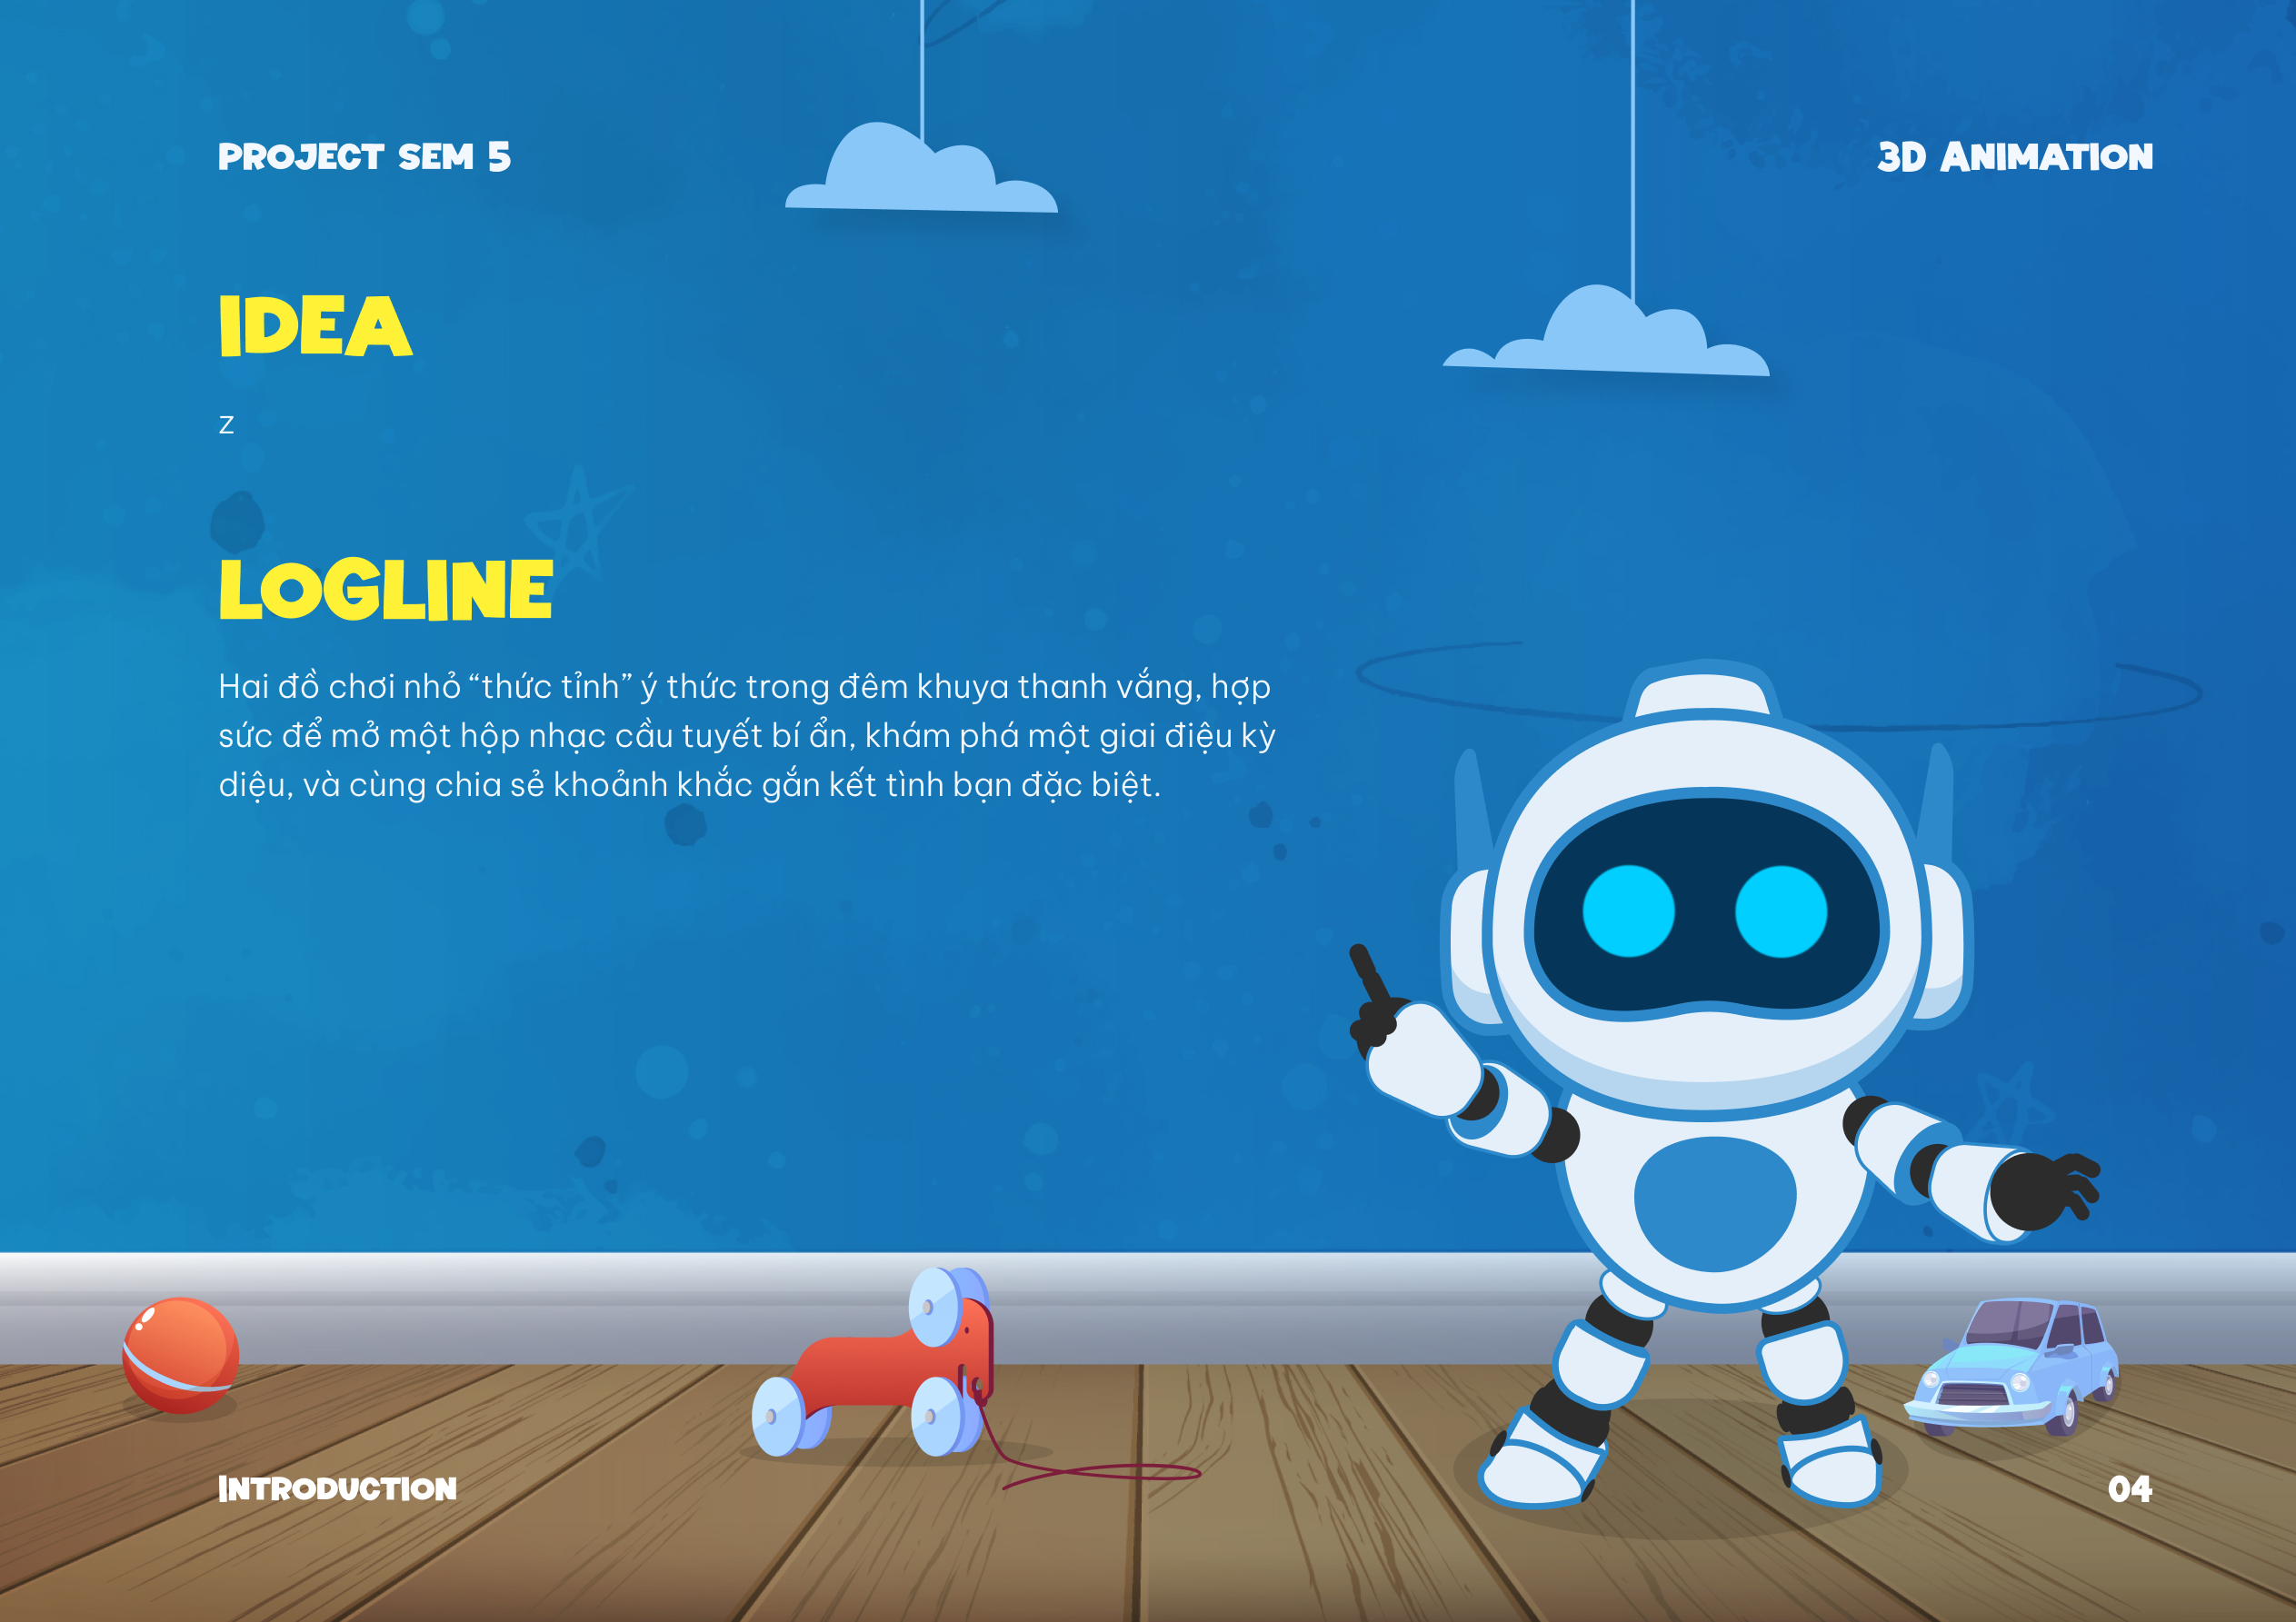 PROJECT SEM 5
3D ANIMATION
IDEA
z
LOGLINE
Hai đồ chơi nhỏ “thức tỉnh” ý thức trong đêm khuya thanh vắng, hợp
sức để mở một hộp nhạc cầu tuyết bí ẩn, khám phá một giai điệu kỳ
diệu, và cùng chia sẻ khoảnh khắc gắn kết tình bạn đặc biệt.
INTRODUCTION
04